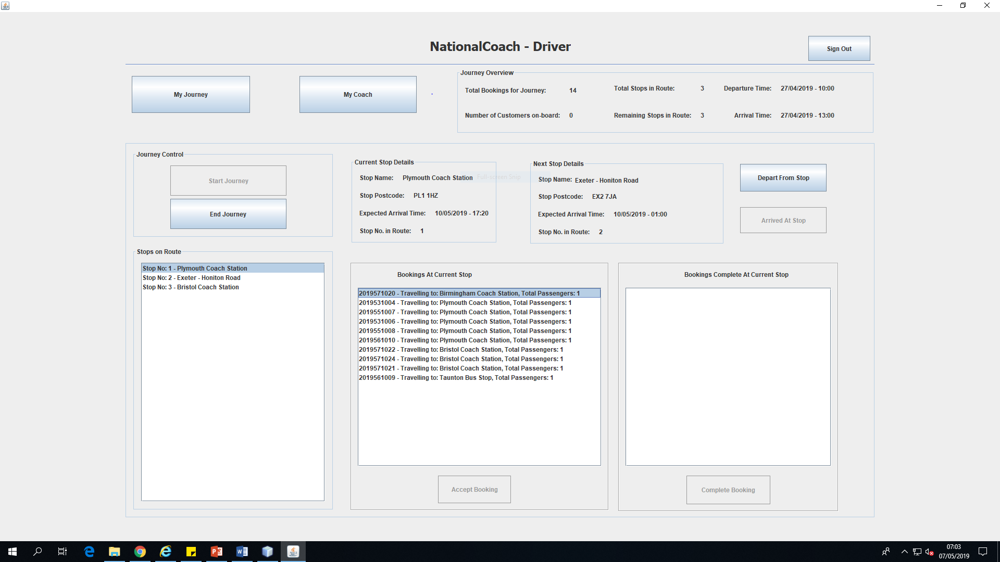 NationalCoach - Driver
Sign Out
My Journey
My Coach
Journey Overview
Total Bookings for Journey: 14
Total Stops in Route: 3
Departure Time: 27/04/2019 - 10:00
Number of Customers on-board: 0
Remaining Stops in Route: 3
Arrival Time: 27/04/2019 - 13:00
Journey Control
Start Journey
End Journey
Current Stop Details
Stop Name: Plymouth Coach Station
Stop Postcode: PL1 1HZ
Expected Arrival Time: 10/05/2019 - 17:20
Stop No. in Route: 1
Full-screen Snip
Next Stop Details
Stop Name: Exeter - Honiton Road
Stop Postcode: EX2 7JA
Expected Arrival Time: 10/05/2019 - 01:00
Stop No. in Route: 2
Depart From Stop
Arrived At Stop
Stops on Route
Stop No: 1 - Plymouth Coach Station
Stop No: 2 - Exeter - Honiton Road
Stop No: 3 - Bristol Coach Station
Bookings At Current Stop
2019571020 - Travelling to: Birmingham Coach Station, Total Passengers: 1
2019531004 - Travelling to: Plymouth Coach Station, Total Passengers: 1
2019551007 - Travelling to: Plymouth Coach Station, Total Passengers: 1
2019531006 - Travelling to: Plymouth Coach Station, Total Passengers: 1
2019551008 - Travelling to: Plymouth Coach Station, Total Passengers: 1
2019561010 - Travelling to: Plymouth Coach Station, Total Passengers: 1
2019571022 - Travelling to: Bristol Coach Station, Total Passengers: 1
2019571024 - Travelling to: Bristol Coach Station, Total Passengers: 1
2019571021 - Travelling to: Bristol Coach Station, Total Passengers: 1
2019561009 - Travelling to: Taunton Bus Stop, Total Passengers: 1
Accept Booking
Bookings Complete At Current Stop
Complete Booking
07:03
07/05/2019